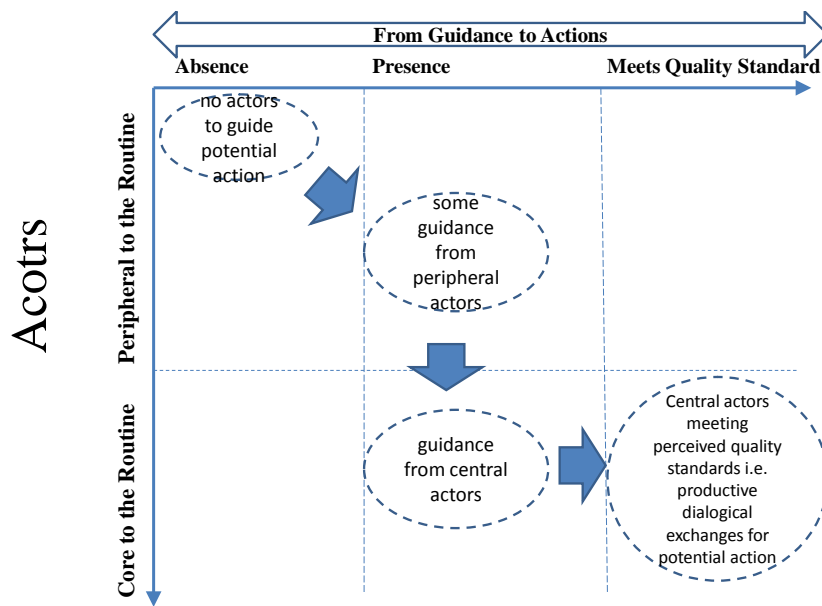 From Guidance to Actions
Absence
Presence
Meets Quality Standard
Acotrs
Peripheral to the Routine
Core to the Routine
no actors
to guide
potential
action
some
guidance
from
peripheral
actors
guidance
from central
actors
Central actors
meeting
perceived quality
standards i.e.
productive
dialogical
exchanges for
potential action